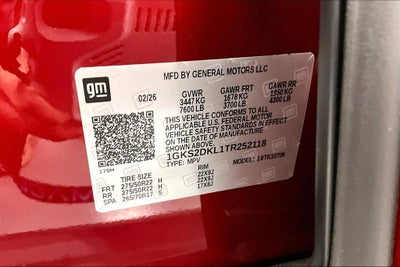 MFD BY GENERAL MOTORS LLC
gm
02/26
GVWR GAWR FRT GAWR RR
3447 KG 1678 KG 1950 KG
7600 LB 3700 LB 4300 LB
THIS VEHICLE CONFORMS TO ALL
APPLICABLE U.S. FEDERAL MOTOR
VEHICLE SAFETY STANDARDS IN EFFECT
ON THE DATE OF MANUFACTURE
SHOWN ABOVE.
1GKS2DKL1TR252118
TYPE: MPV
TIRE SIZE RIM
FRT 275/50R22 H 22X9J
RR 275/50R22 H 22X9J
SPA 265/70R17 S 17X8J